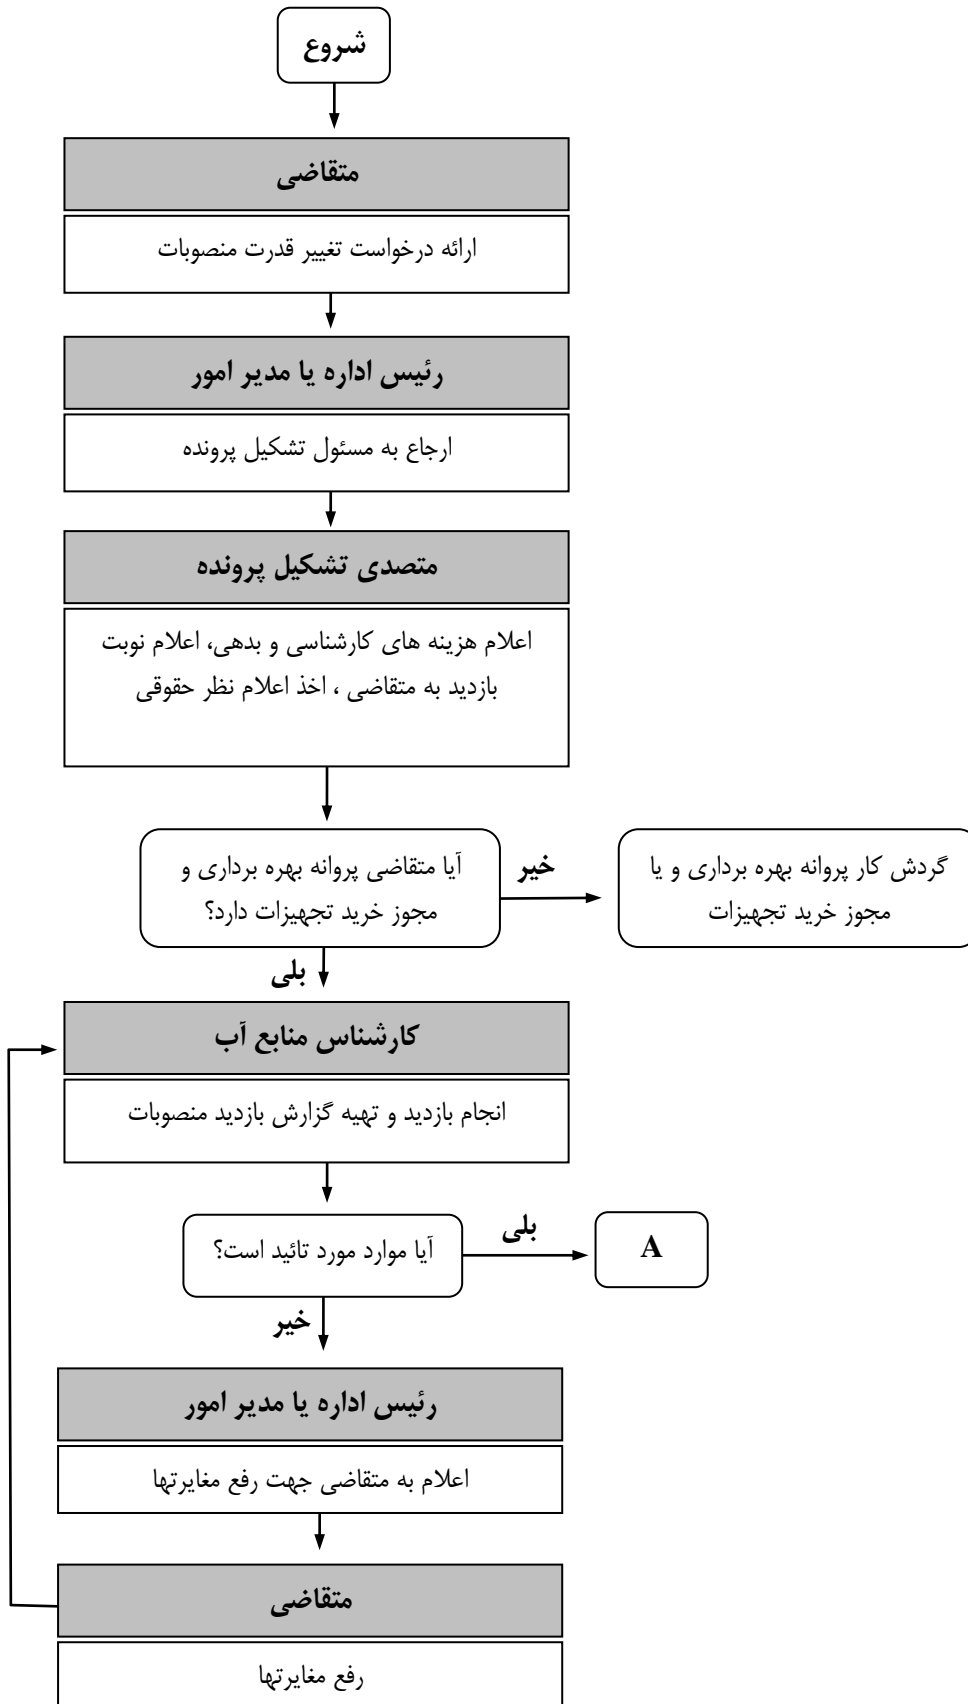 شروع
متقاضی
ارائه درخواست تغییر قدرت منصوبات
رئیس اداره یا مدیر امور
ارجاع به مسئول تشکیل پرونده
متصدی تشکیل پرونده
اعلام هزینه های کارشناسی و بدهی، اعلام نوبت
بازدید به متقاضی ، اخذ اعلام نظر حقوقی
آیا متقاضی پروانه بهره برداری و
مجوز خرید تجهیزات دارد؟
خیر
گردش کار پروانه بهره برداری و یا
مجوز خرید تجهیزات
بلی
کارشناس منابع آب
انجام بازدید و تهیه گزارش بازدید منصوبات
آیا موارد مورد تائید است؟
بلی
A
خیر
رئیس اداره یا مدیر امور
اعلام به متقاضی جهت رفع مغایرتها
متقاضی
رفع مغایرتها